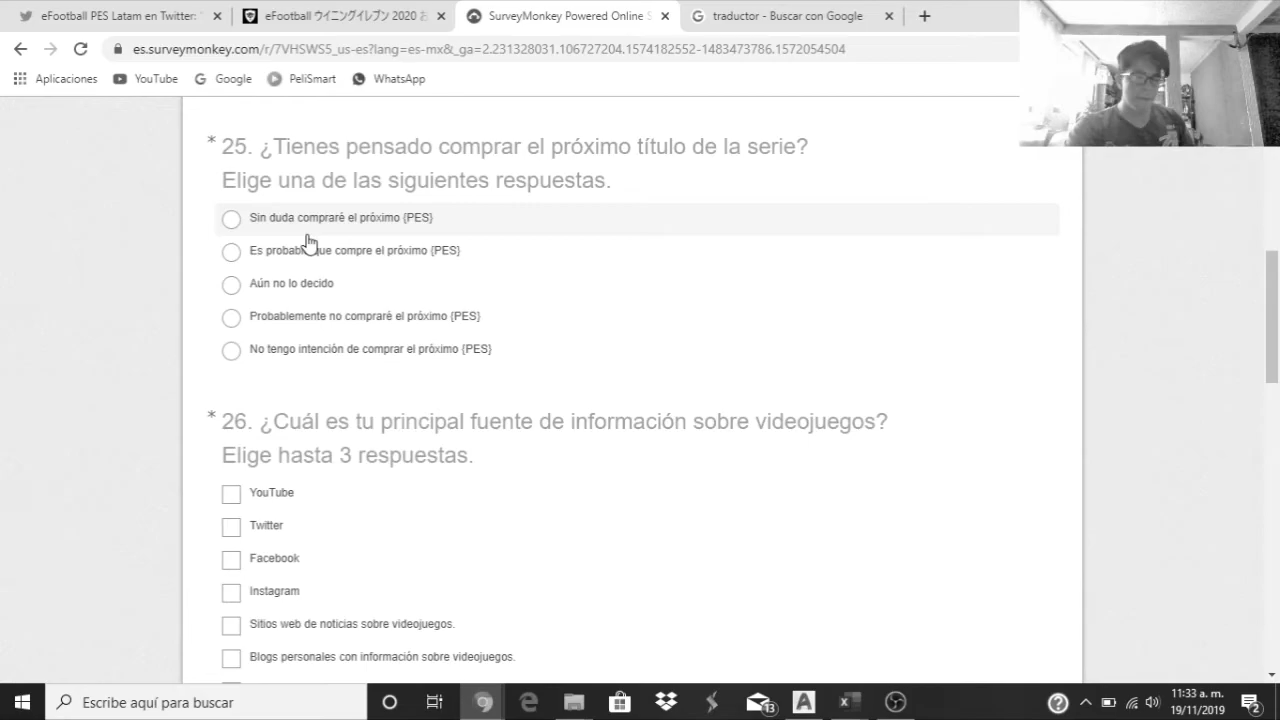 eFootball PES Latam en Twitter:
eFootball ウイニングイレブン 2020 お
SurveyMonkey Powered Online S
traductor - Buscar con Google
es.surveymonkey.com/r/7VHSWS5_us-es?lang=es-mx&_ga=2.231328031.106727204.1574182552-1483473786.1572054504
Aplicaciones
YouTube
Google
PeliSmart
WhatsApp
* 25. ¿Tienes pensado comprar el próximo título de la serie?
Elige una de las siguientes respuestas.
Sin duda compraré el próximo {PES}
Es probable que compre el próximo {PES}
Aún no lo decido
Probablemente no compraré el próximo {PES}
No tengo intención de comprar el próximo {PES}
* 26. ¿Cuál es tu principal fuente de información sobre videojuegos?
Elige hasta 3 respuestas.
YouTube
Twitter
Facebook
Instagram
Sitios web de noticias sobre videojuegos.
Blogs personales con información sobre videojuegos.
Escribe aquí para buscar
13
11:33 a. m.
19/11/2019
2